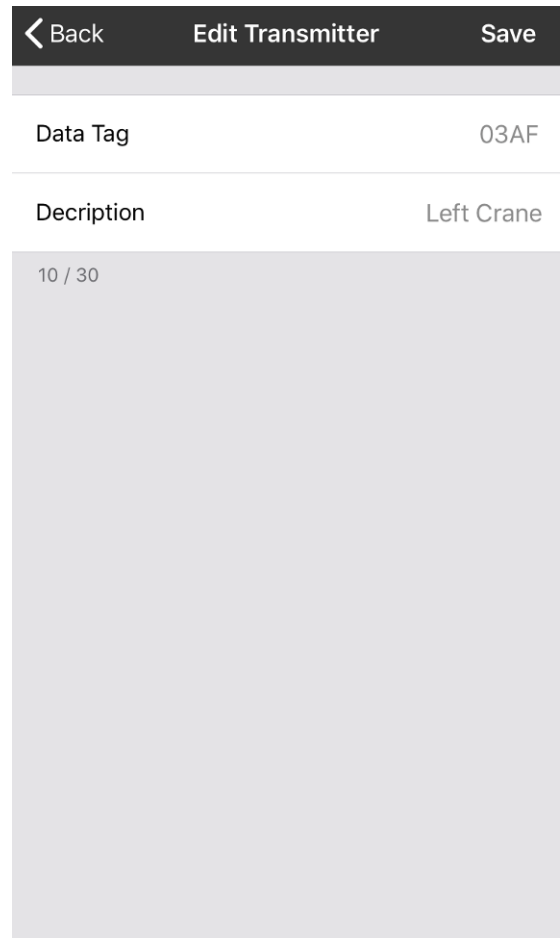 Back Edit Transmitter Save
Data Tag 03AF
Decription Left Crane
10 / 30